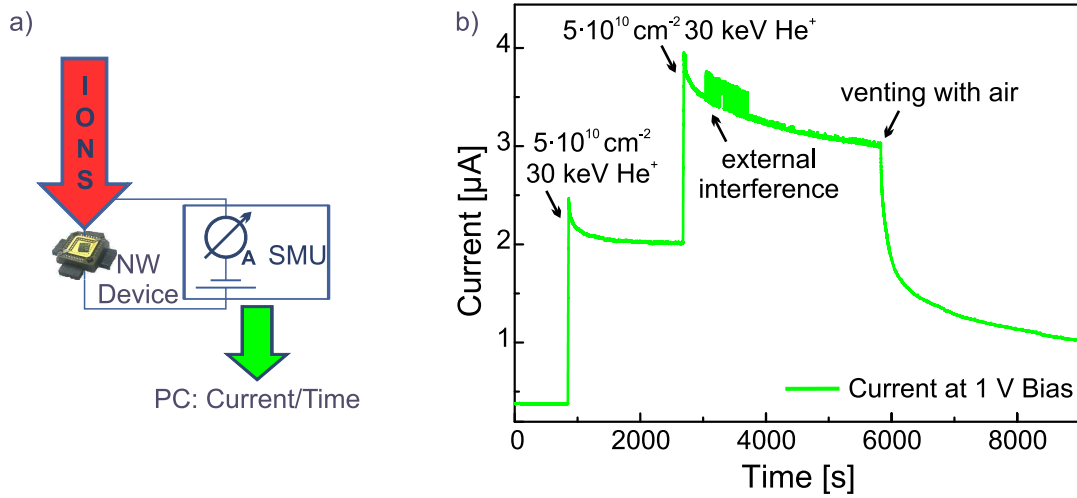 a)
IONS
NW
Device
A
SMU
PC: Current/Time
b)
5·10¹⁰ cm⁻² 30 keV He⁺
5·10¹⁰ cm⁻²
30 keV He⁺
external
interference
venting with air
Current [µA]
4
3
2
1
Current at 1 V Bias
0 2000 4000 6000 8000
Time [s]